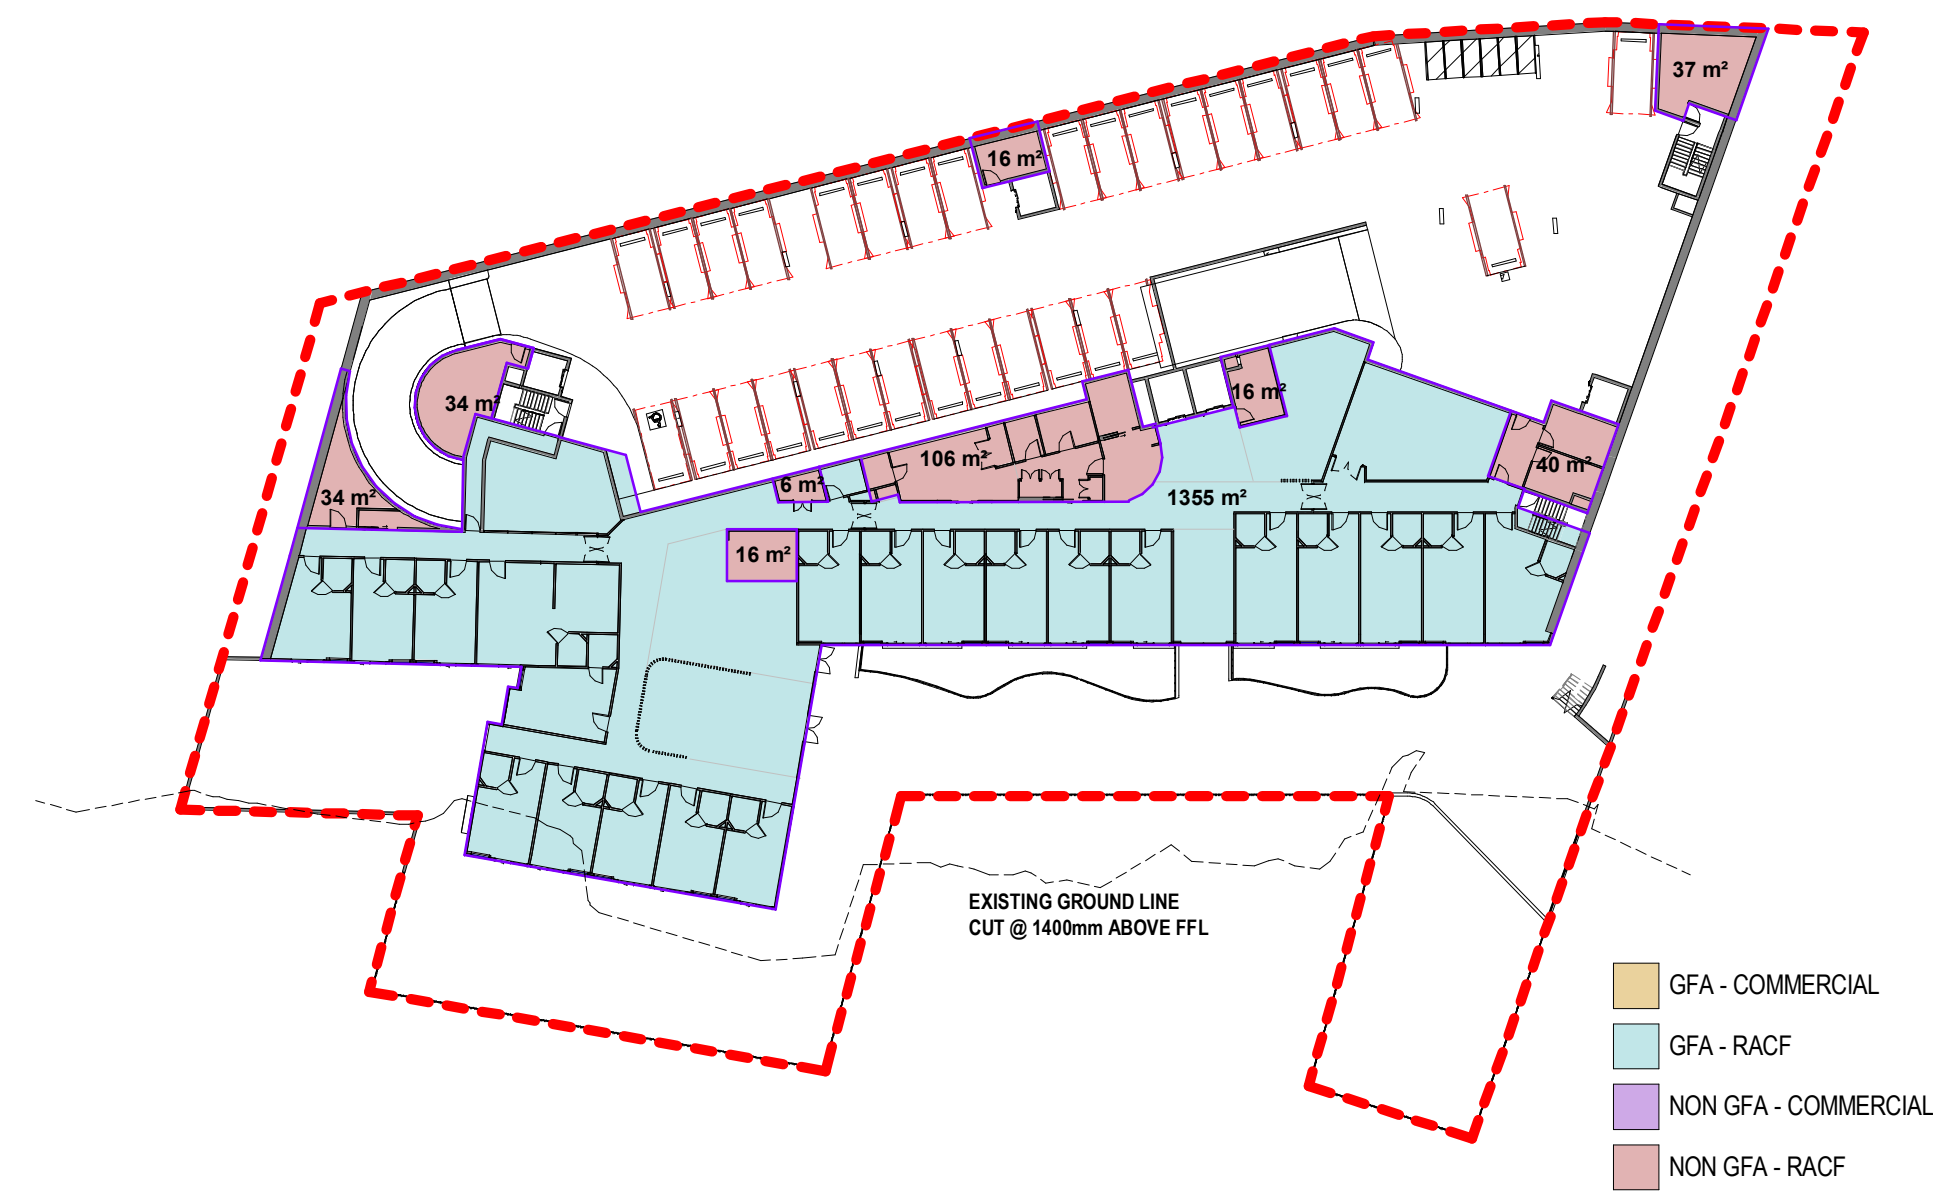 37 m²
16 m²
34 m²
16 m²
106 m²
40 m²
6 m²
34 m²
1355 m²
16 m²
EXISTING GROUND LINE
CUT @ 1400mm ABOVE FFL
GFA - COMMERCIAL
GFA - RACF
NON GFA - COMMERCIAL
NON GFA - RACF